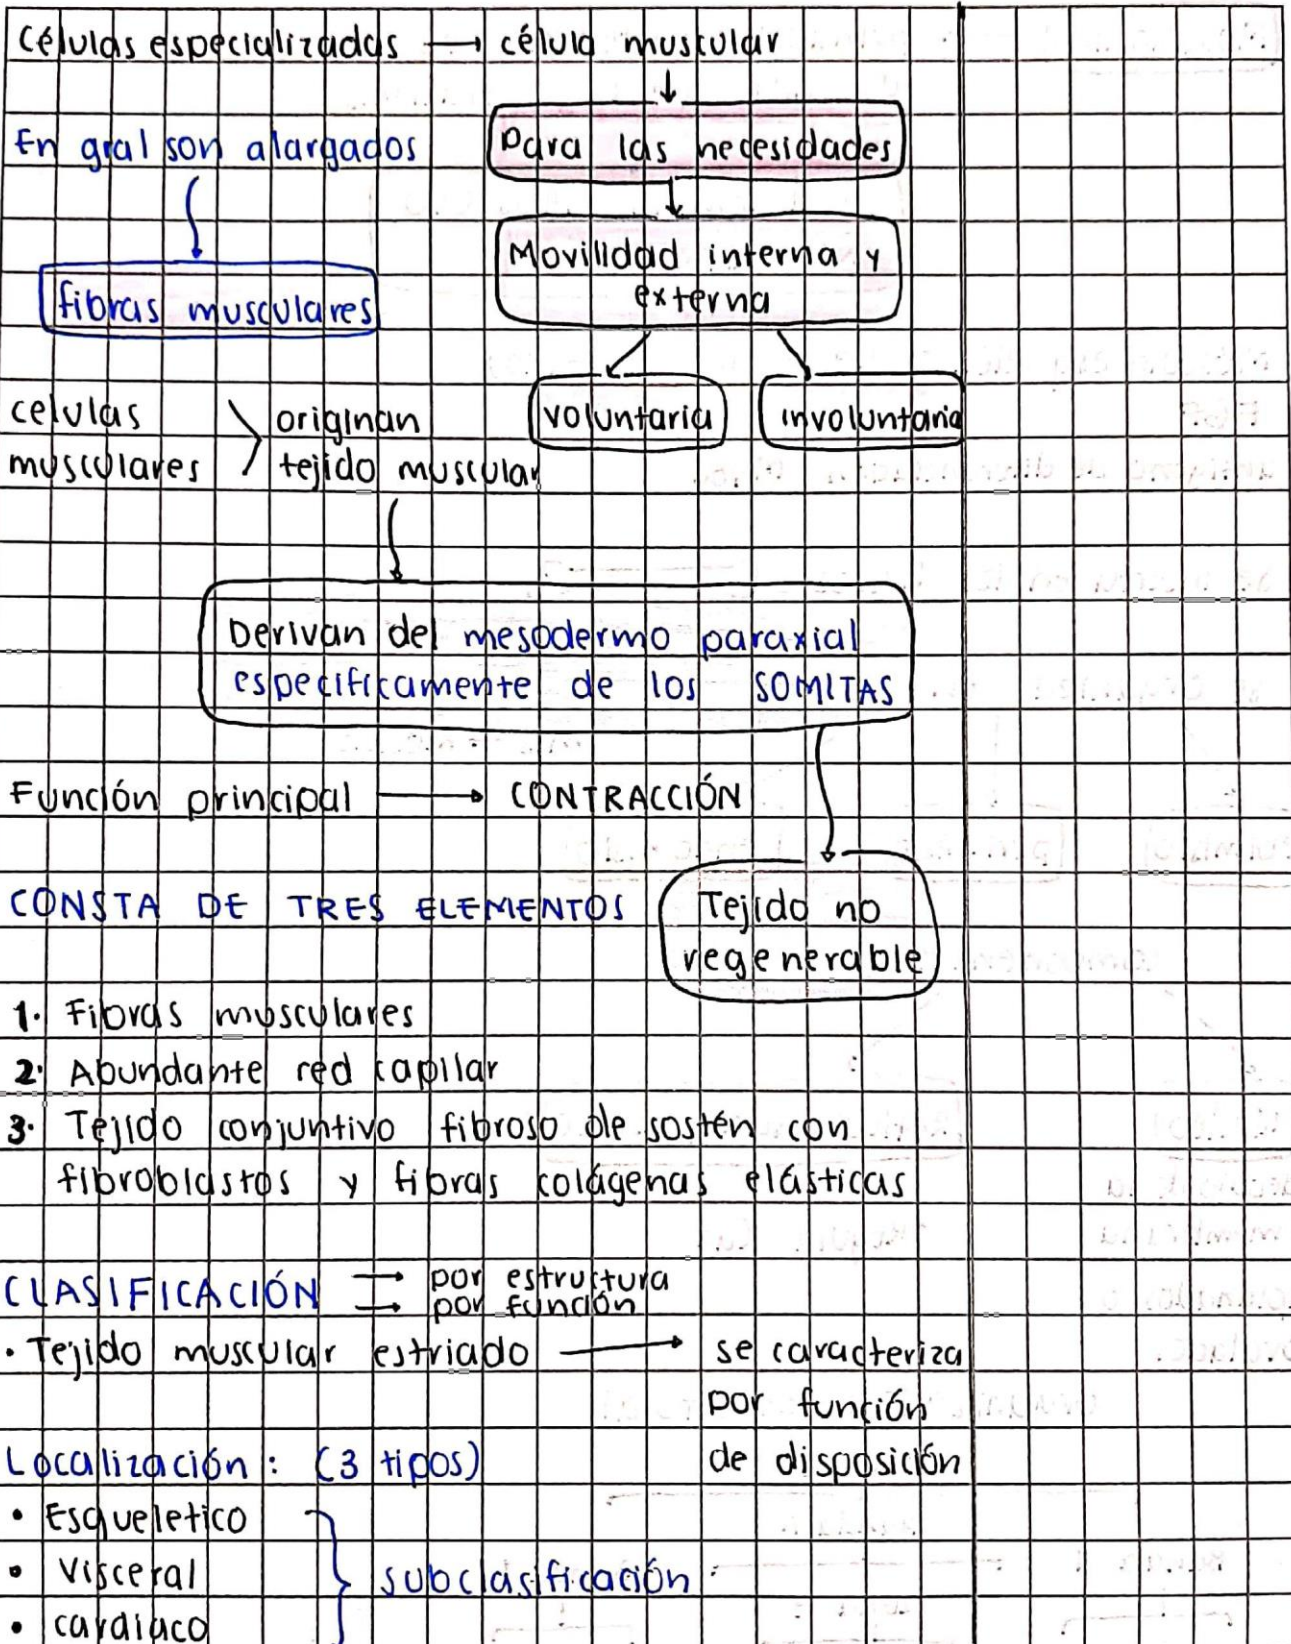 Células especializadas → célula muscular
En gral son alargados
Para las necesidades
Movilidad interna y
externa
fibras musculares
voluntaria
involuntaria
celulas
musculares
originan
tejido muscular
Derivan del mesodermo paraxial
especificamente de los SOMITAS
Función principal → CONTRACCIÓN
CONSTA DE TRES ELEMENTOS
Tejido no
regenerable
1. Fibras musculares
2. Abundante red capilar
3. Tejido conjuntivo fibroso de sostén con
fibroblastos y fibras colágenas elásticas
CLASIFICACIÓN → por estructura
→ por función
• Tejido muscular estriado → se caracteriza
por función
de disposición
Localización: (3 tipos)
• Esqueletico
• Visceral
• cardiaco
subclasificación